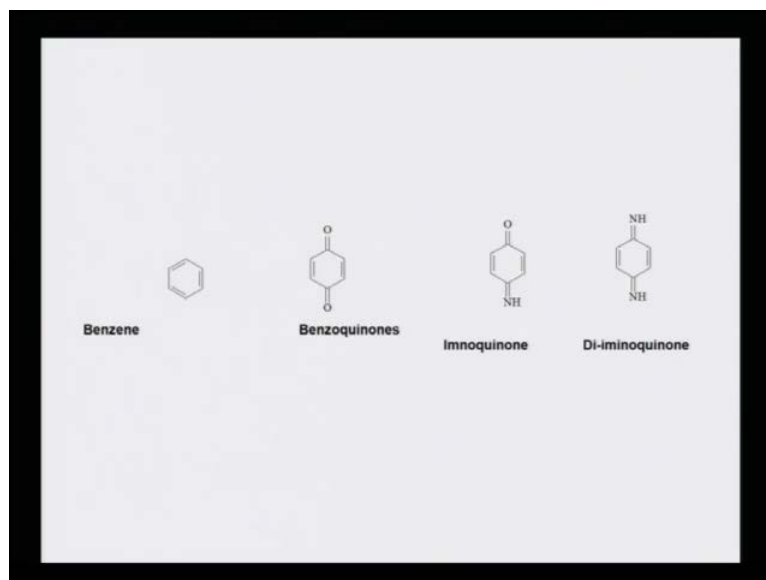 O
O
Benzoquinones
Benzene
O
NH
Imnoquinone
NH
NH
Di-iminoquinone